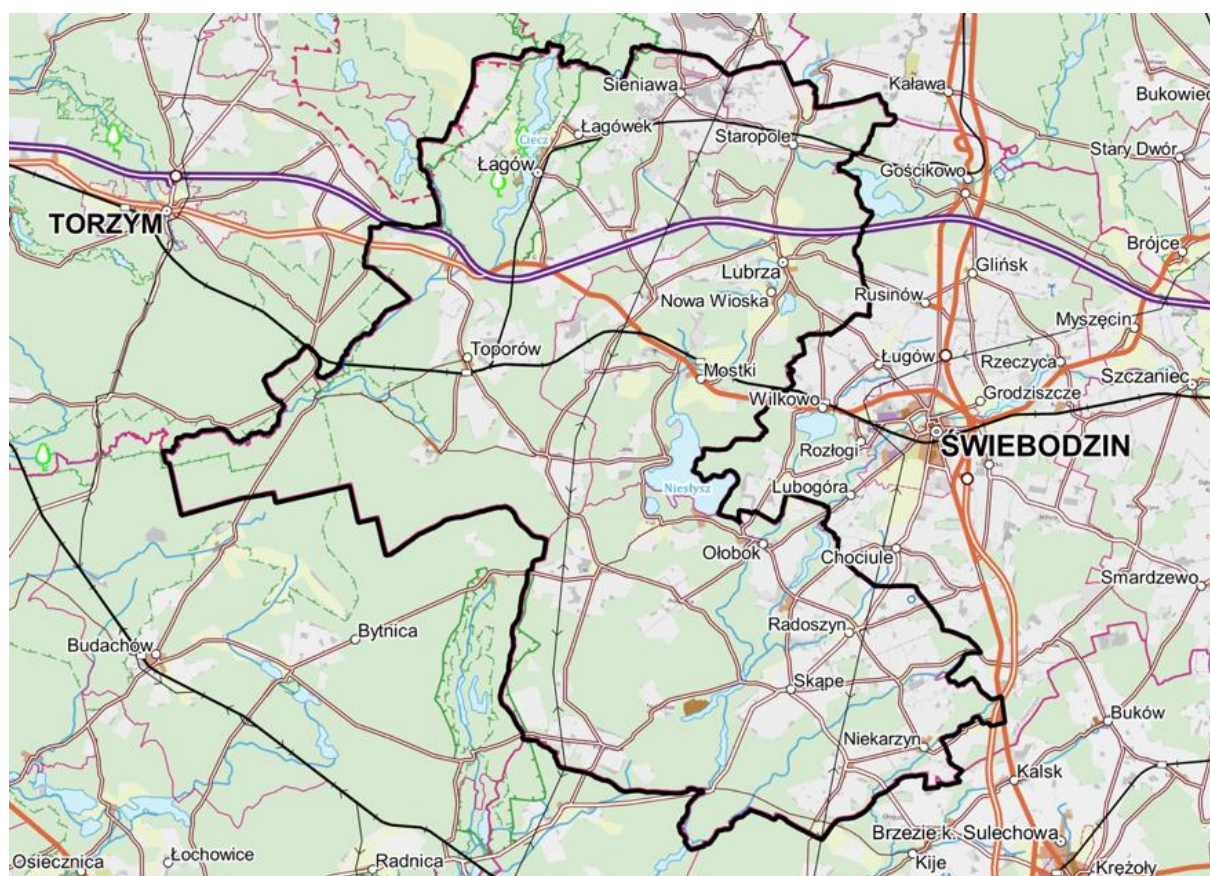 Sieniawa
Kaława
Bukowiec
Łagówek
Ciecz
Staropole
Stary Dwór
Łagów
Gościkowo
TORZYM
Brójce
Lubrza
Glińsk
Nowa Wioska
Rusinów
Myszęcin
Toporów
Ługów
Rzeczyca
Mostki
Szczaniec
Wilkowo
Grodziszcze
Rozłogi
ŚWIEBODZIN
Niesłysz
Lubogóra
Ołobok
Chociule
Smardzewo
Bytnica
Radoszyn
Budachów
Skąpe
Buków
Niekarzyn
Kalsk
Brzezie k. Sulechowa
Osiecznica
Łochowice
Radnica
Kije
Krężoły